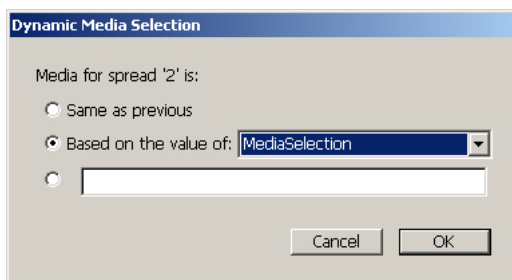 Dynamic Media Selection
Media for spread '2' is:
Same as previous
Based on the value of: MediaSelection
Cancel OK